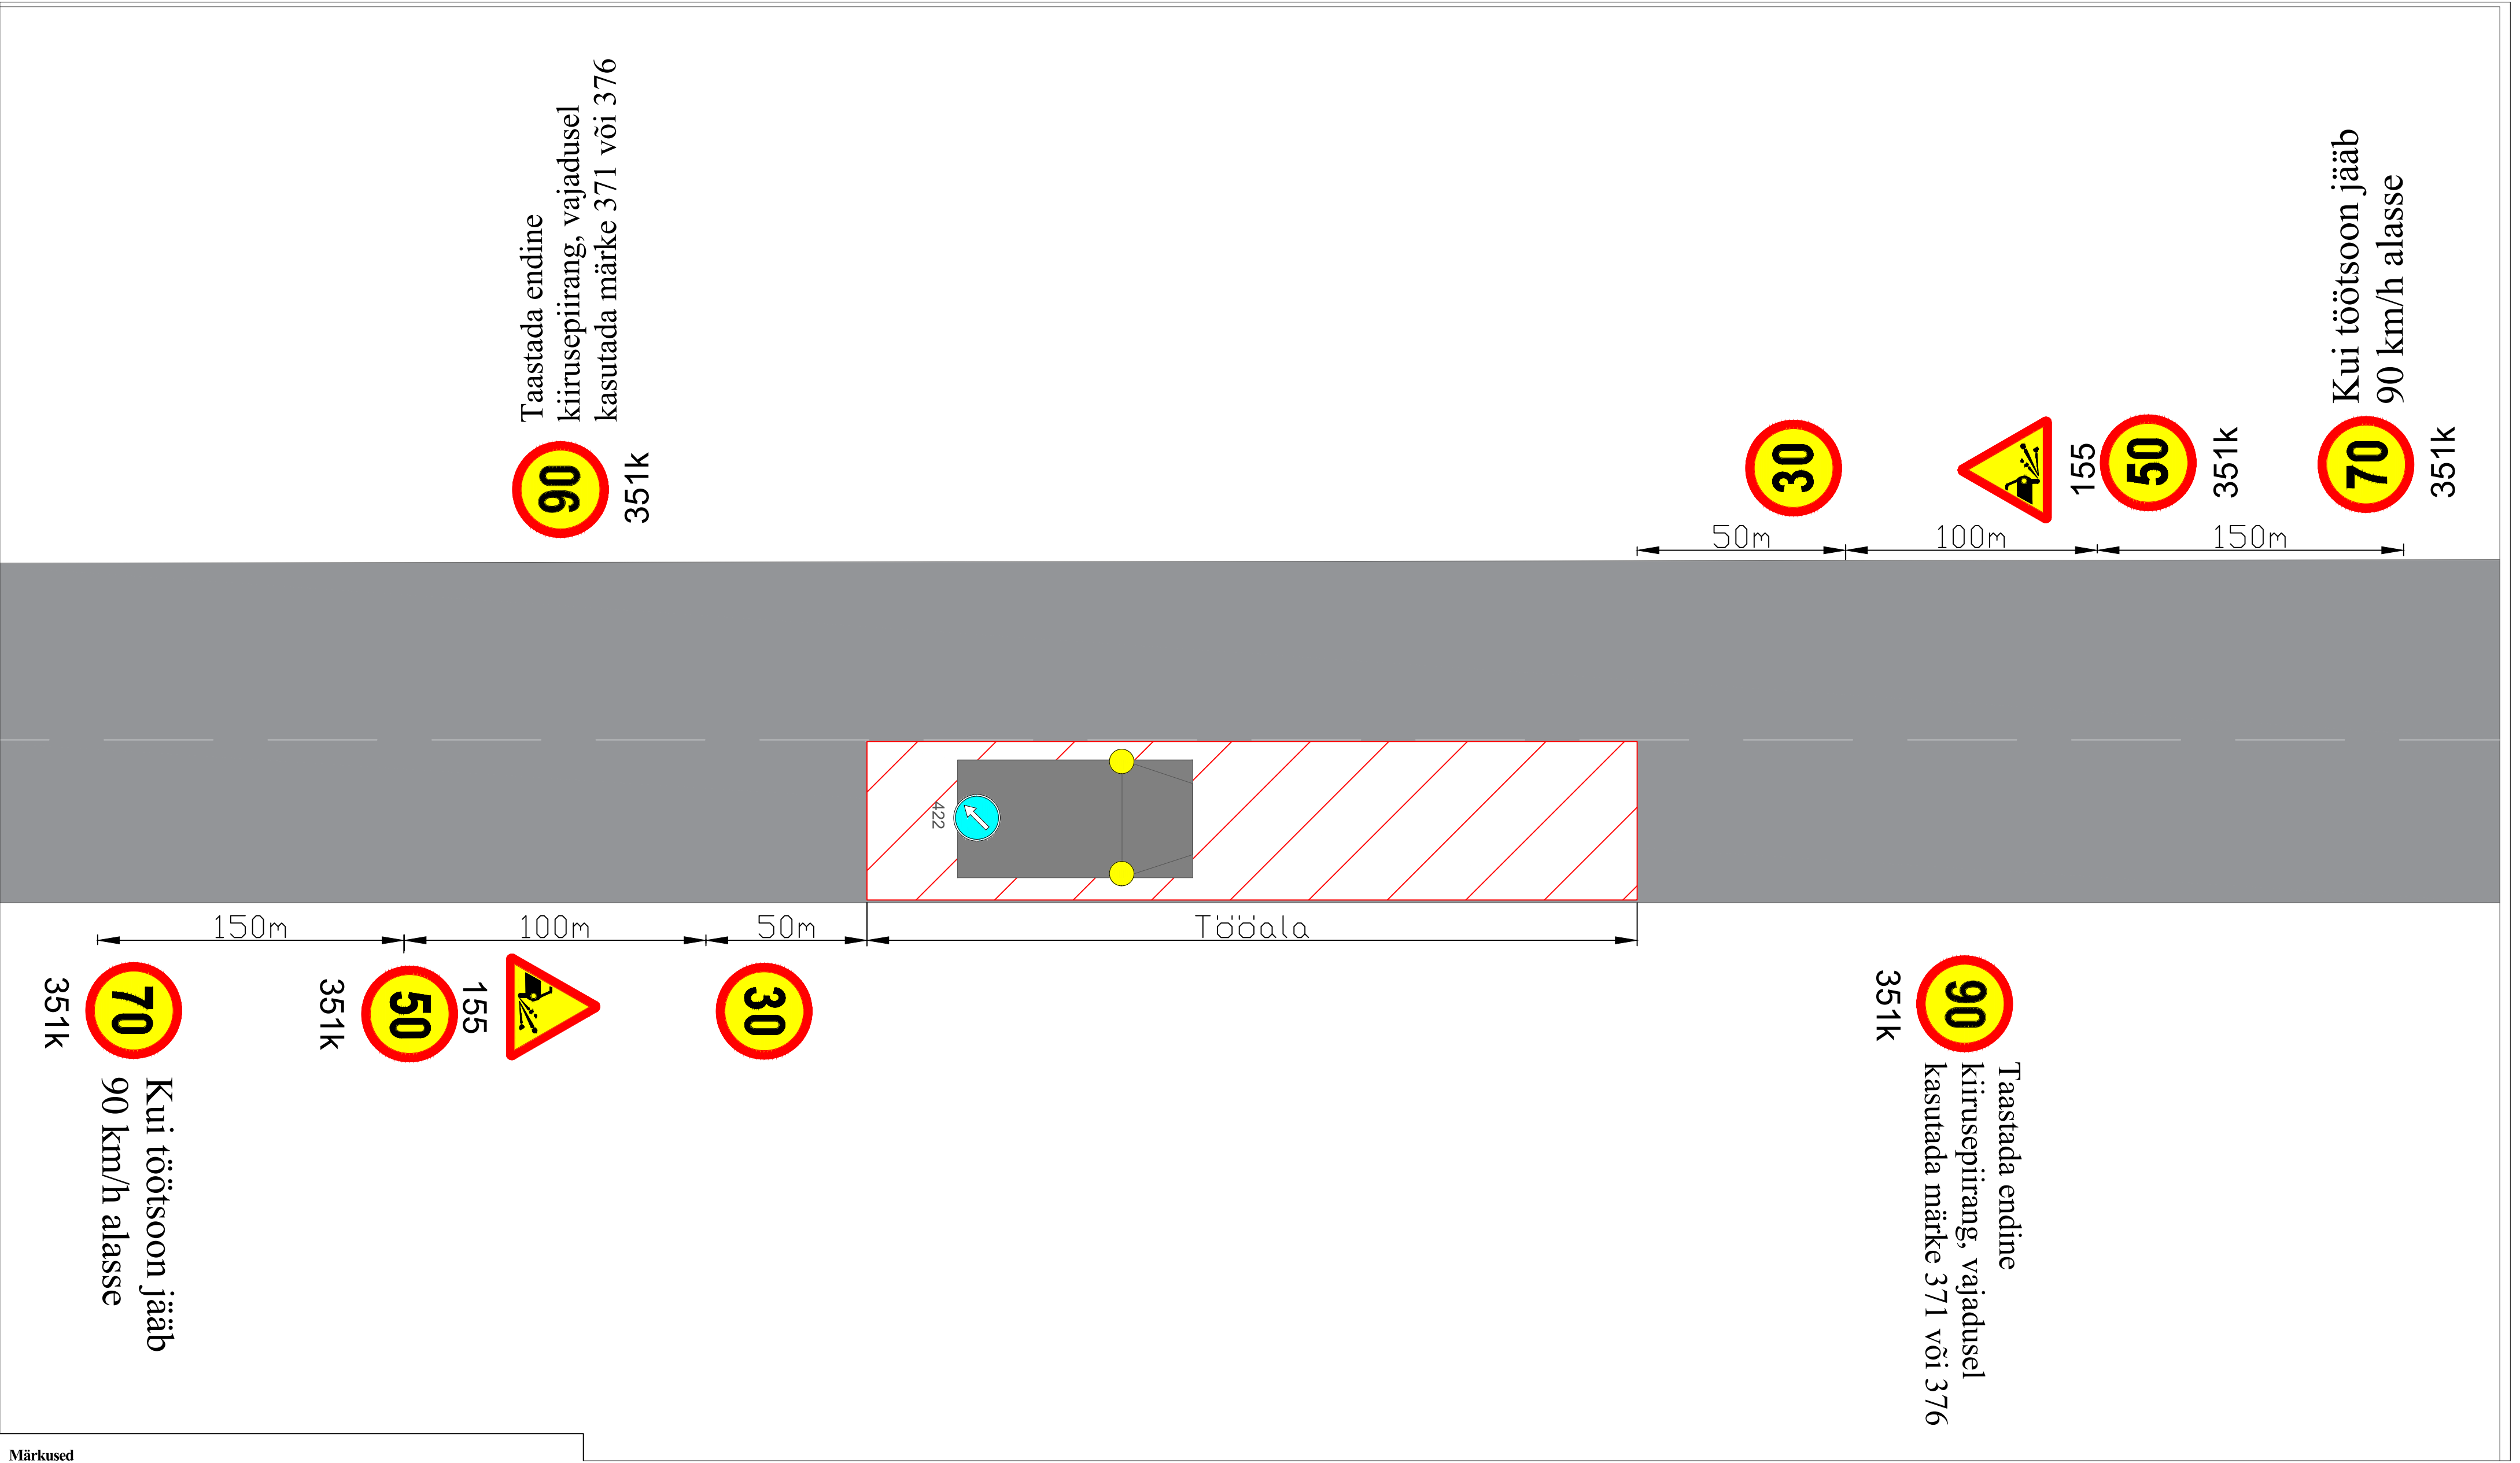 Taastada endine
kiirusepiirang, vajadusel
kasutada märke 371 või 376
90
351k
30
155
50
351k
Kui töötsoon jääb
90 km/h alasse
70
351k
50m
100m
150m
422
150m
100m
50m
Tööala
351k
70
Kui töötsoon jääb
90 km/h alasse
351k
50
155
30
351k
90
Taastada endine
kiirusepiirang, vajadusel
kasutada märke 371 või 376
Märkused